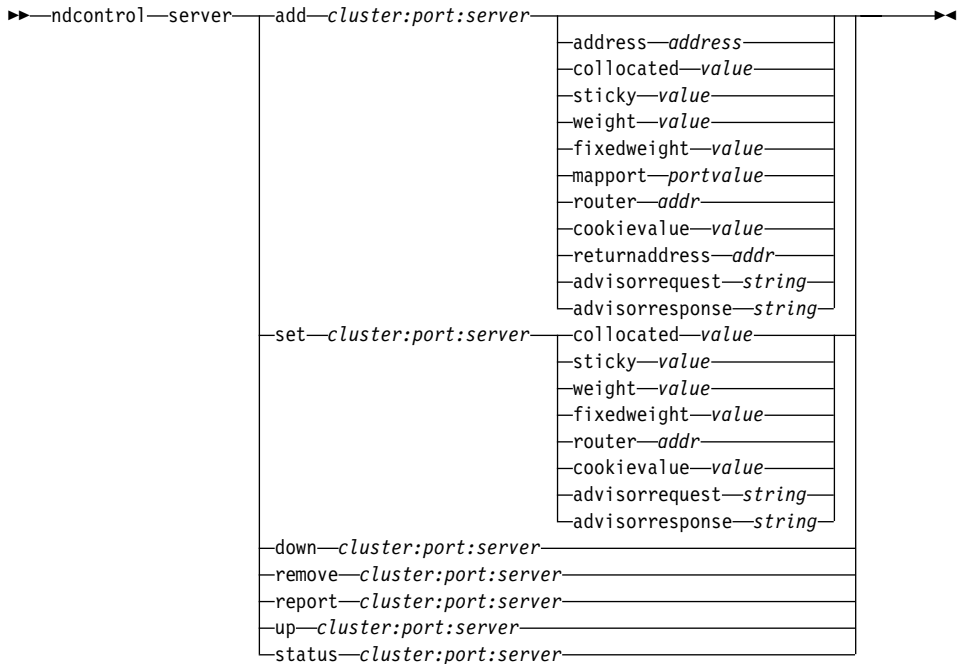 ndcontrol server add cluster:port:server
address address
collocated value
sticky value
weight value
fixedweight value
mapport portvalue
router addr
cookievalue value
returnaddress addr
advisorrequest string
advisorresponse string
set cluster:port:server collocated value
sticky value
weight value
fixedweight value
router addr
cookievalue value
advisorrequest string
advisorresponse string
down cluster:port:server
remove cluster:port:server
report cluster:port:server
up cluster:port:server
status cluster:port:server